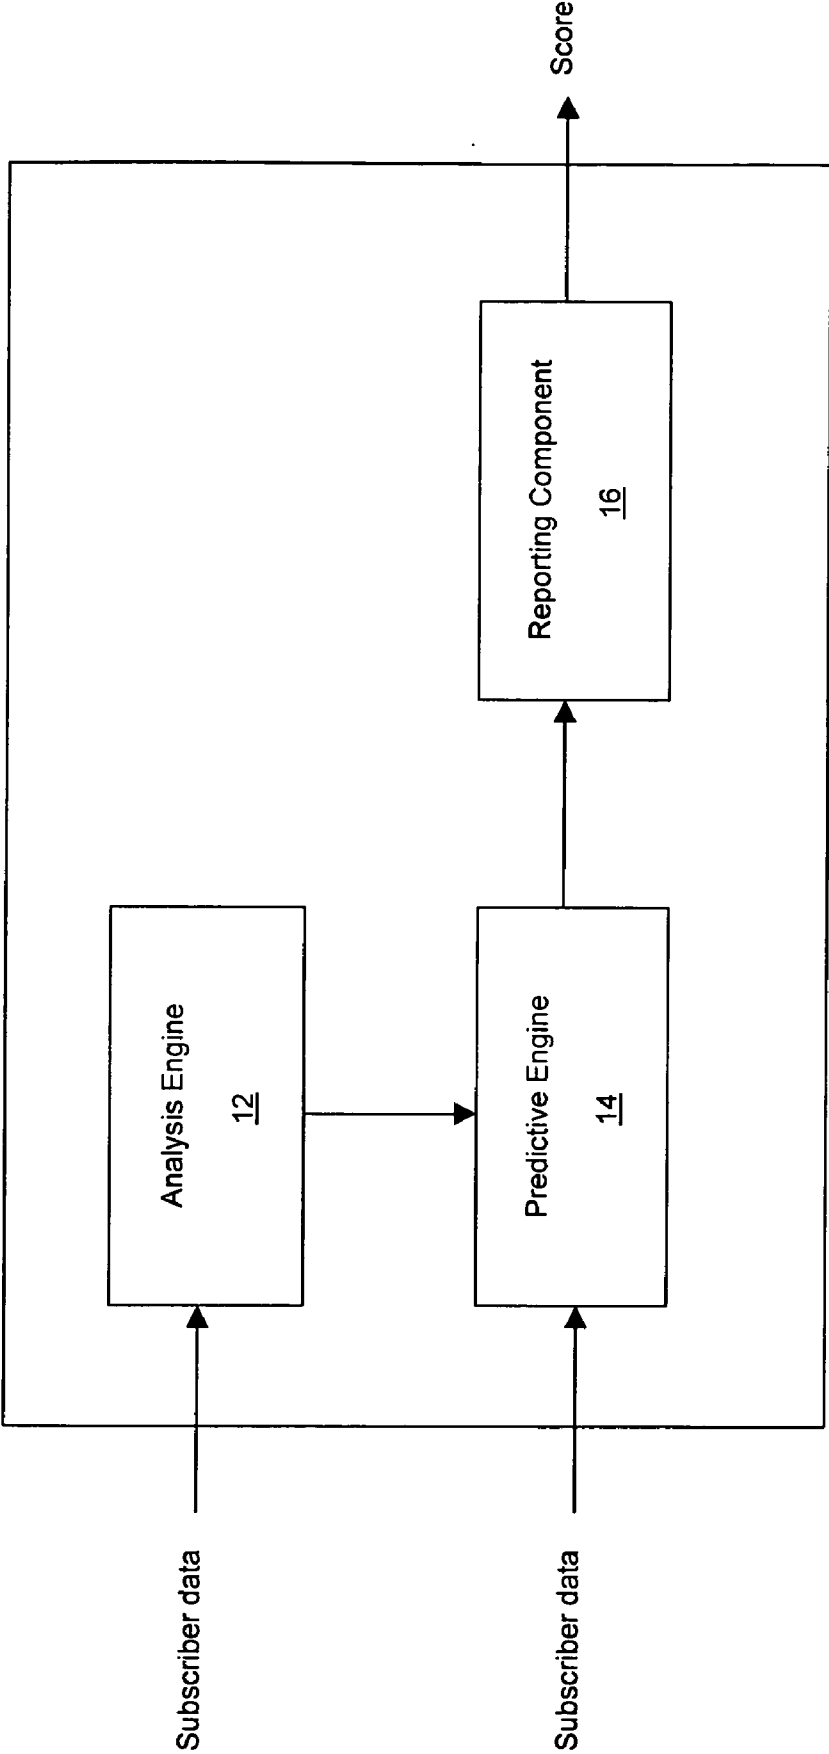 Subscriber data
Analysis Engine
12
Subscriber data
Predictive Engine
14
Reporting Component
16
Score